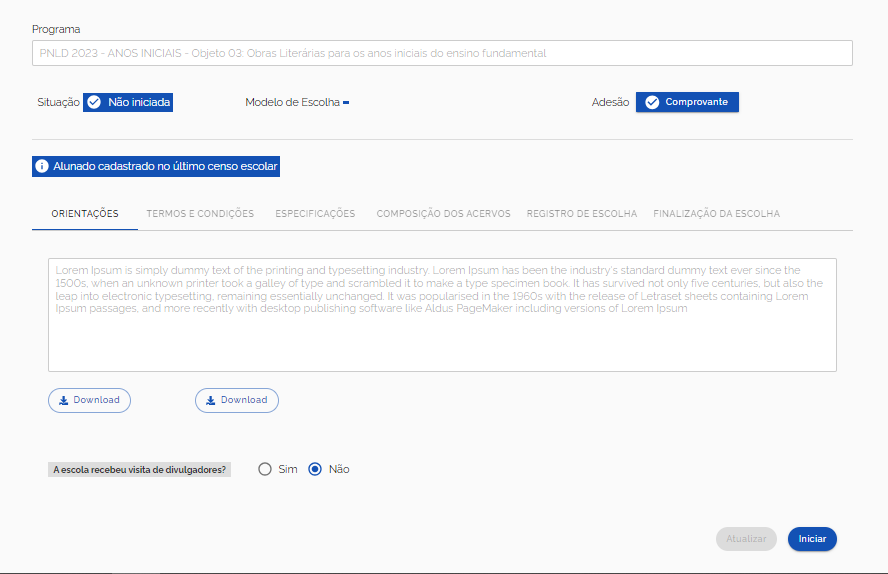 Programa
PNLD 2023 - ANOS INICIAIS - Objeto 03: Obras Literárias para os anos iniciais do ensino fundamental
Situação Não iniciada Modelo de Escolha - Adesão Comprovante
Alunado cadastrado no último censo escolar
ORIENTAÇÕES TERMOS E CONDIÇÕES ESPECIFICAÇÕES COMPOSIÇÃO DOS ACERVOS REGISTRO DE ESCOLHA FINALIZAÇÃO DA ESCOLHA
Lorem Ipsum is simply dummy text of the printing and typesetting industry. Lorem Ipsum has been the industry's standard dummy text ever since the
1500s, when an unknown printer took a galley of type and scrambled it to make a type specimen book. It has survived not only five centuries, but also the
leap into electronic typesetting, remaining essentially unchanged. It was popularised in the 1960s with the release of Letraset sheets containing Lorem
Ipsum passages, and more recently with desktop publishing software like Aldus PageMaker including versions of Lorem Ipsum
Download Download
A escola recebeu visita de divulgadores? Sim Não
Atualizar Iniciar